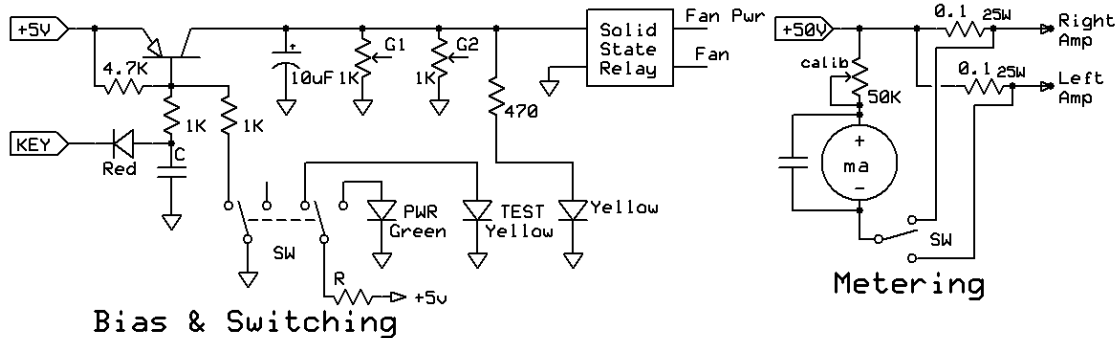 +5V
4.7K
1K
1K
KEY
Red
C
+
10uF
1K
G1
1K
G2
470
Solid
State
Relay
Fan Pwr
Fan
SW
PWR
Green
TEST
Yellow
Yellow
R
+5v
Bias & Switching
+50V
calib
50K
+
ma
-
0.1 25W
Right
Amp
0.1 25W
Left
Amp
SW
Metering